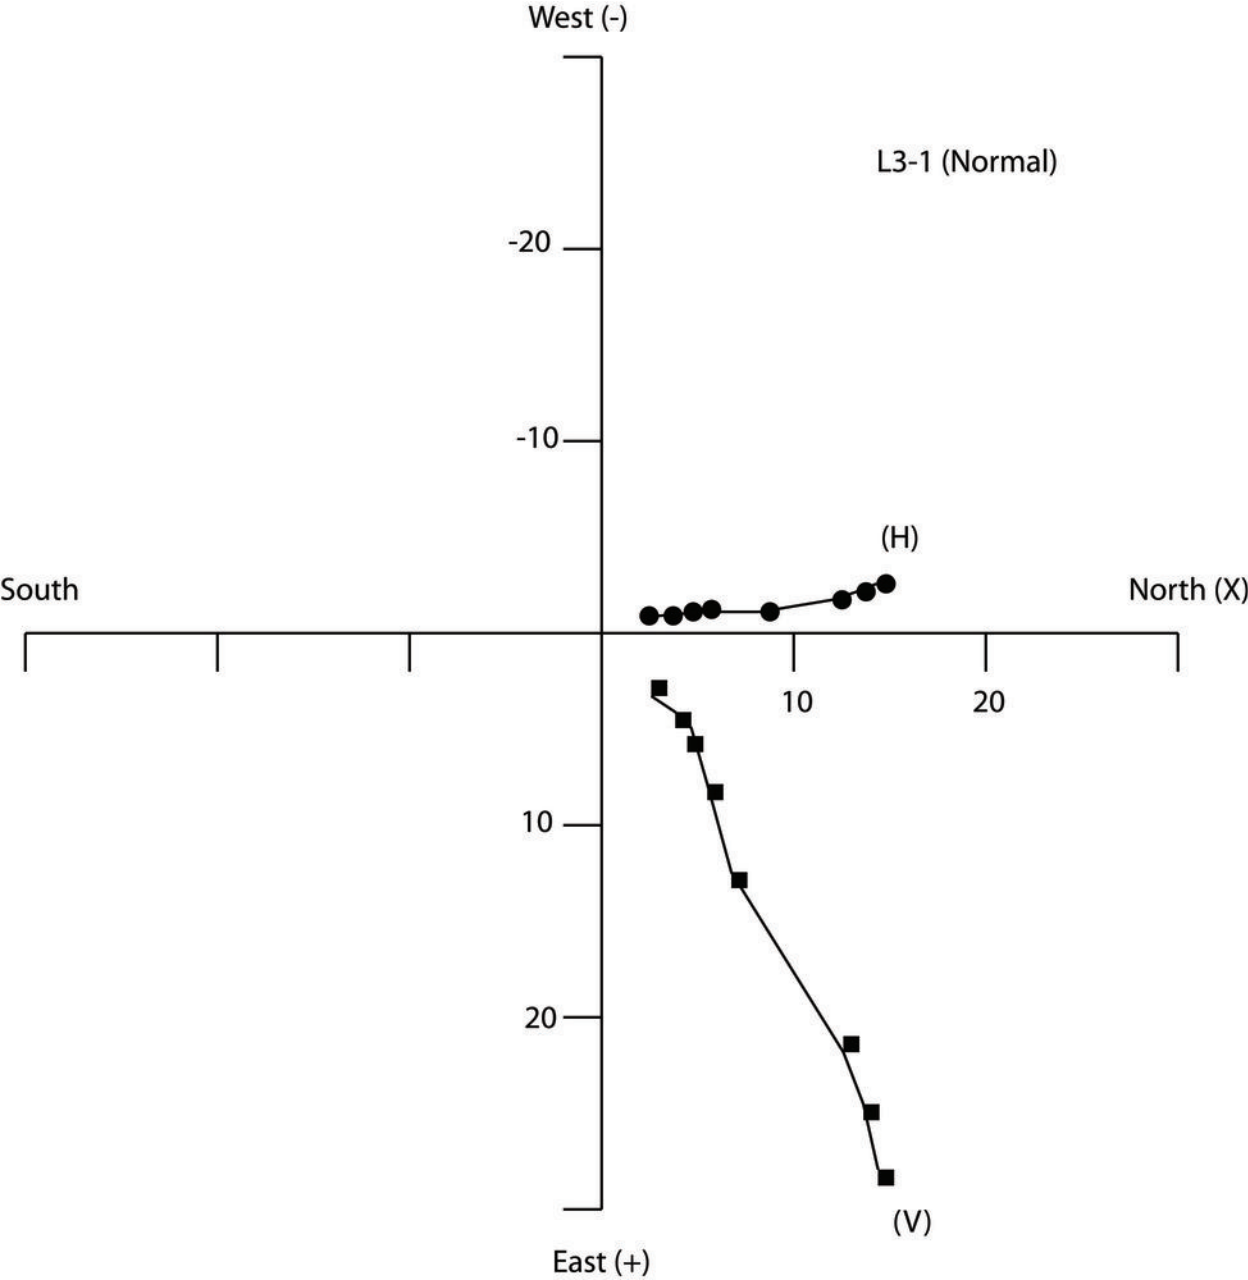 West (-)
L3-1 (Normal)
-20
-10
(H)
South
North (X)
10
20
10
20
(V)
East (+)